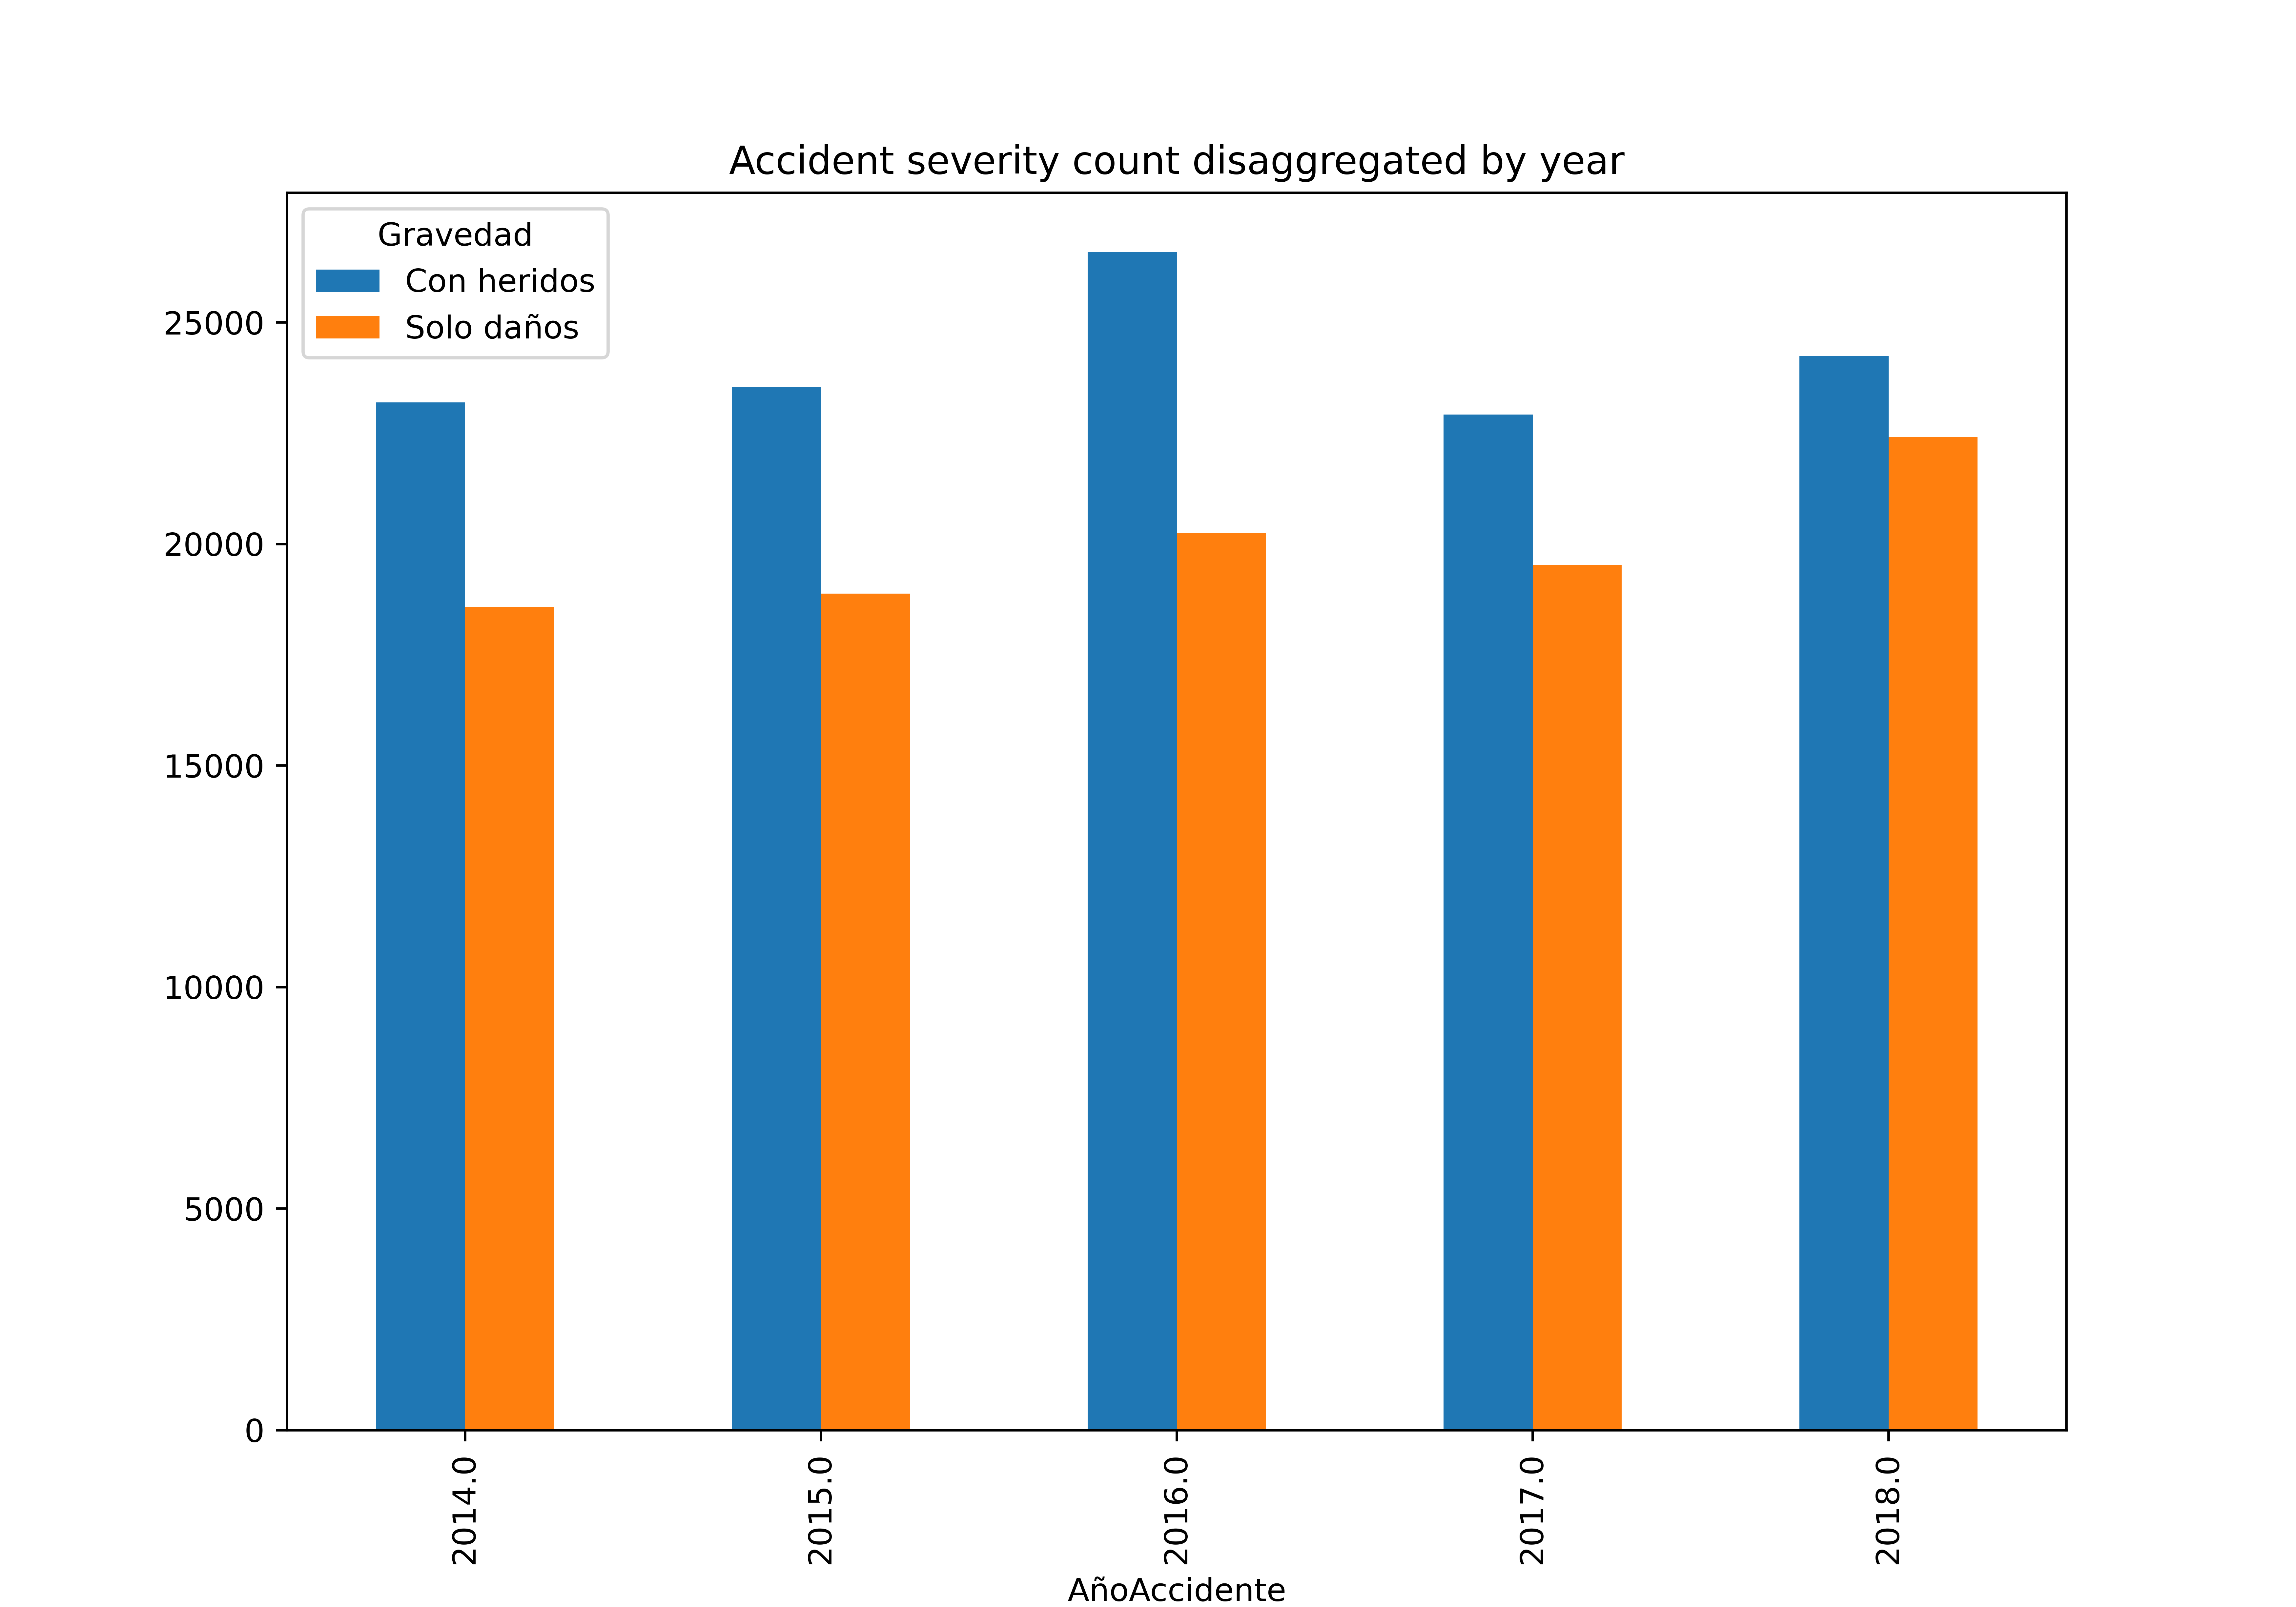 Accident severity count disaggregated by year
Gravedad
Con heridos
Solo daños
25000
20000
15000
10000
5000
0
2014.0
2015.0
2016.0
2017.0
2018.0
AñoAccidente